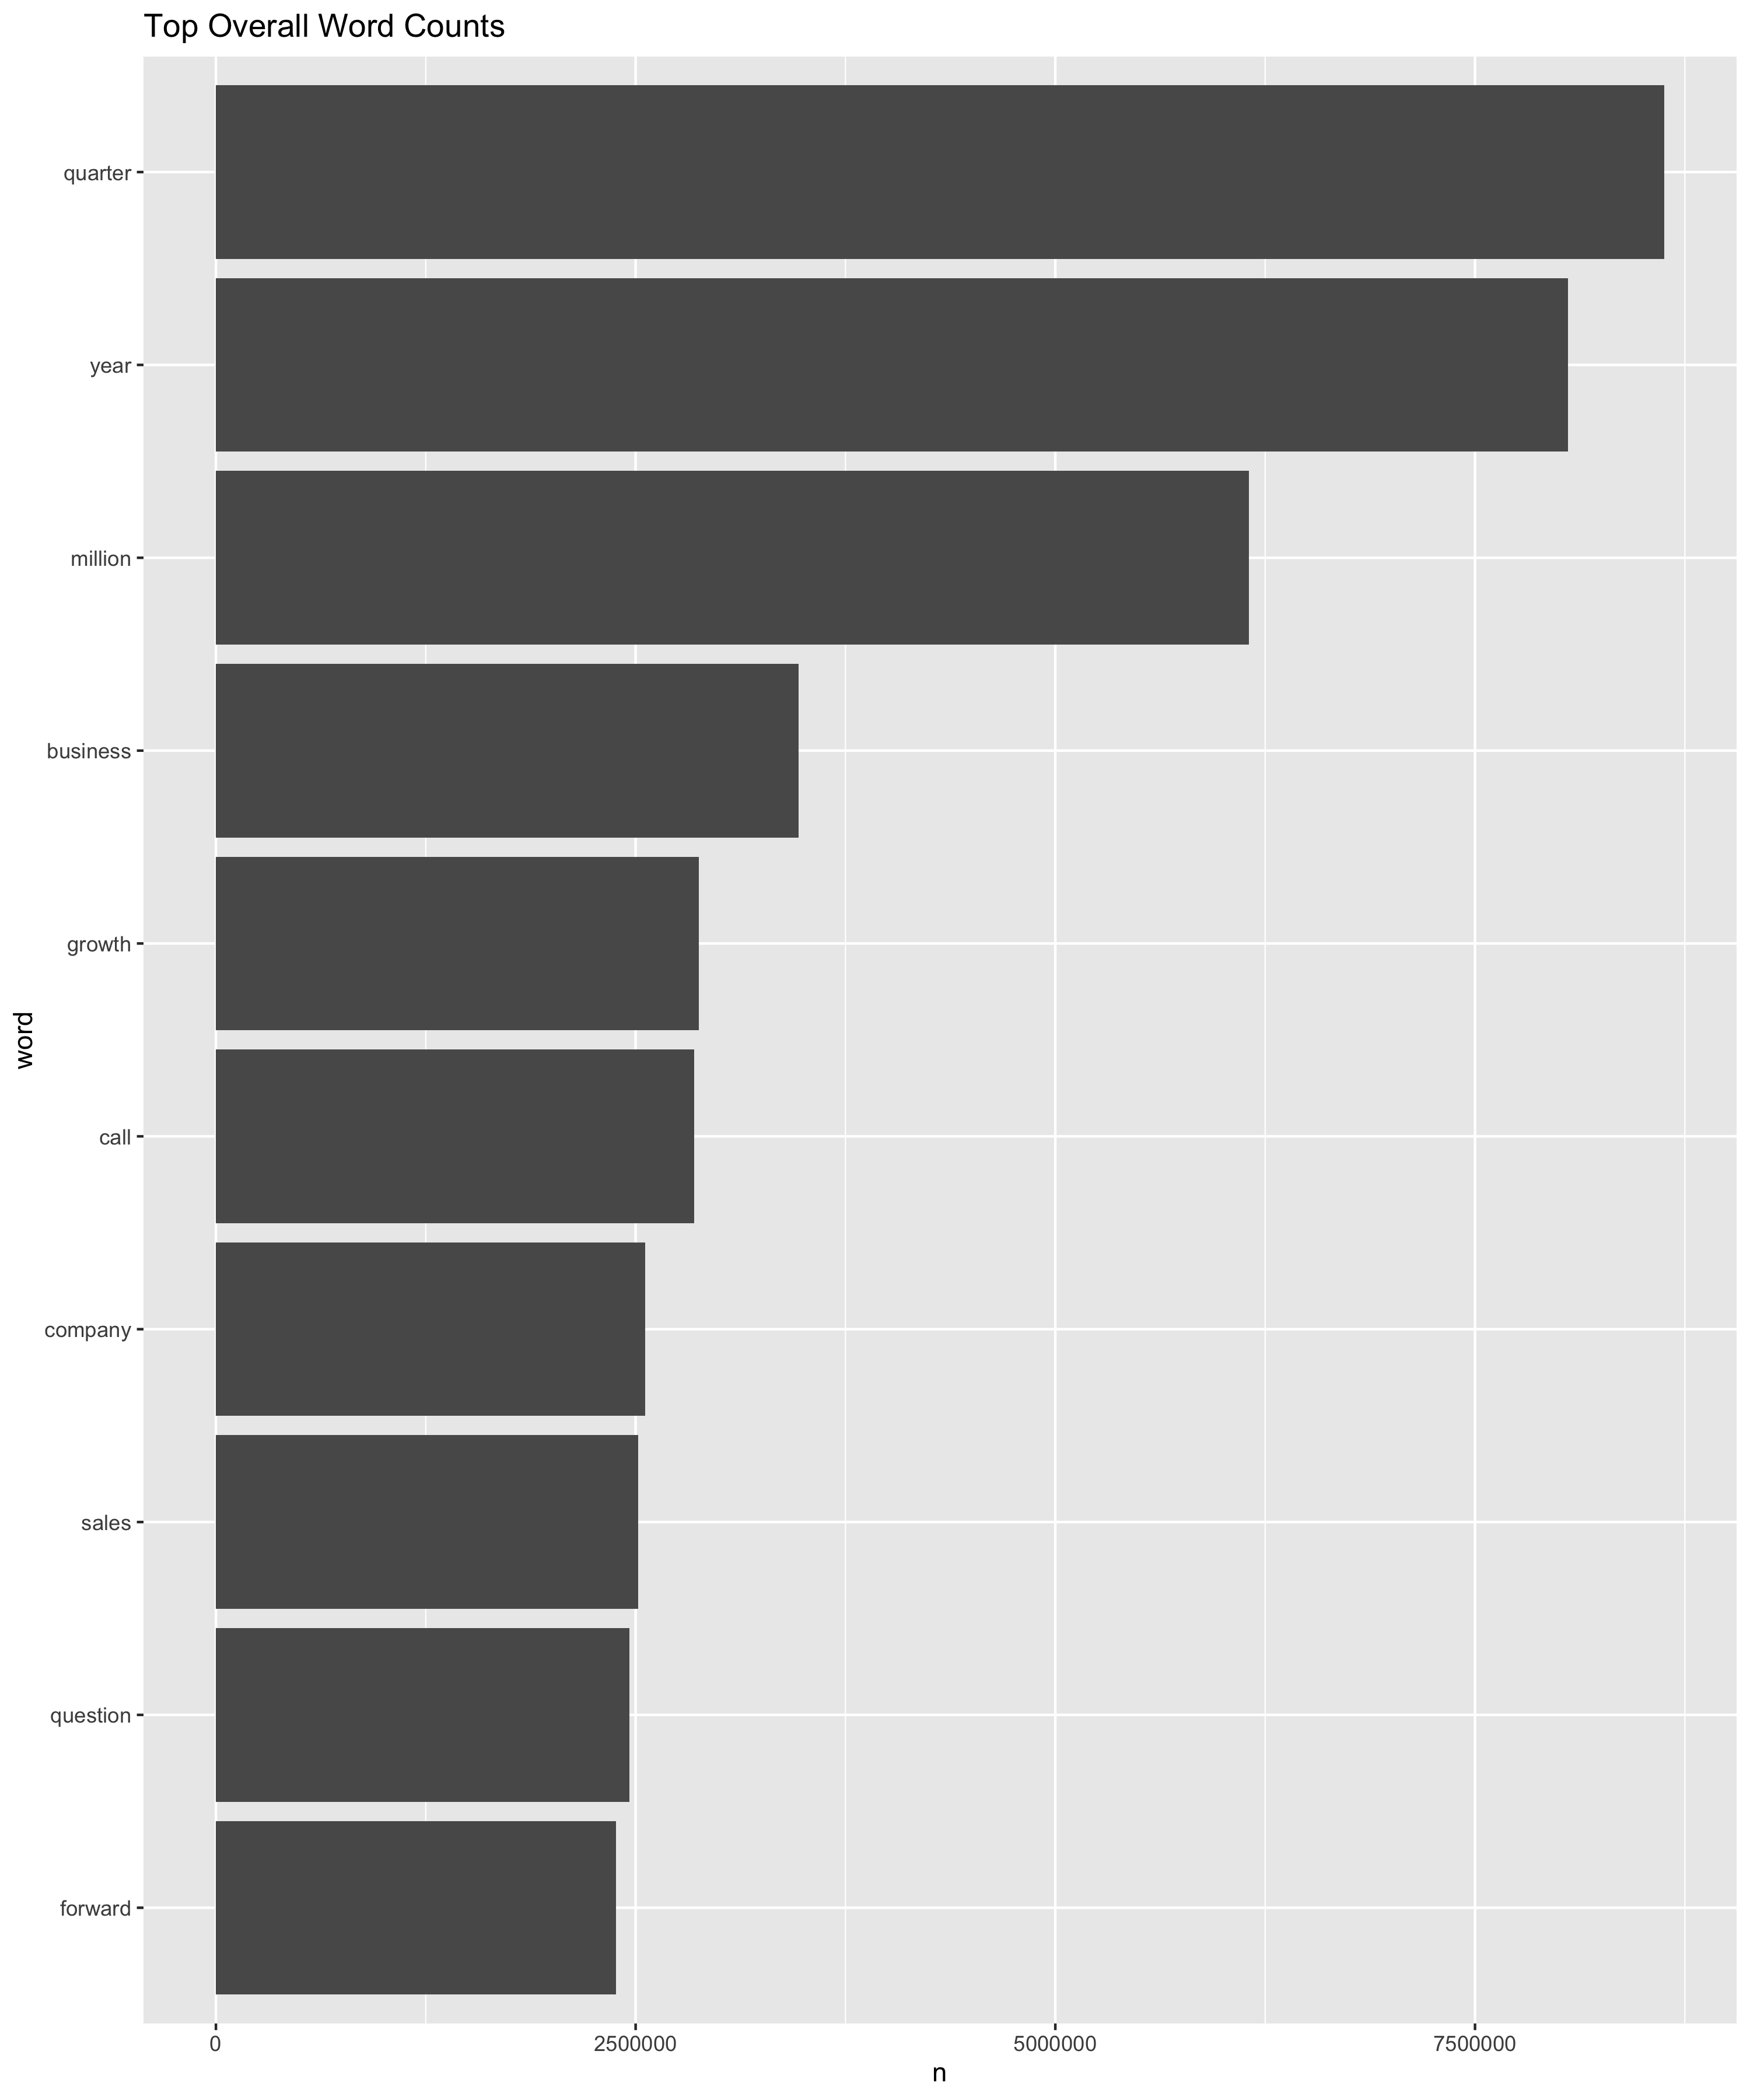 Top Overall Word Counts
quarter
year
million
business
growth
call
company
sales
question
forward
word
0 2500000 5000000 7500000
n